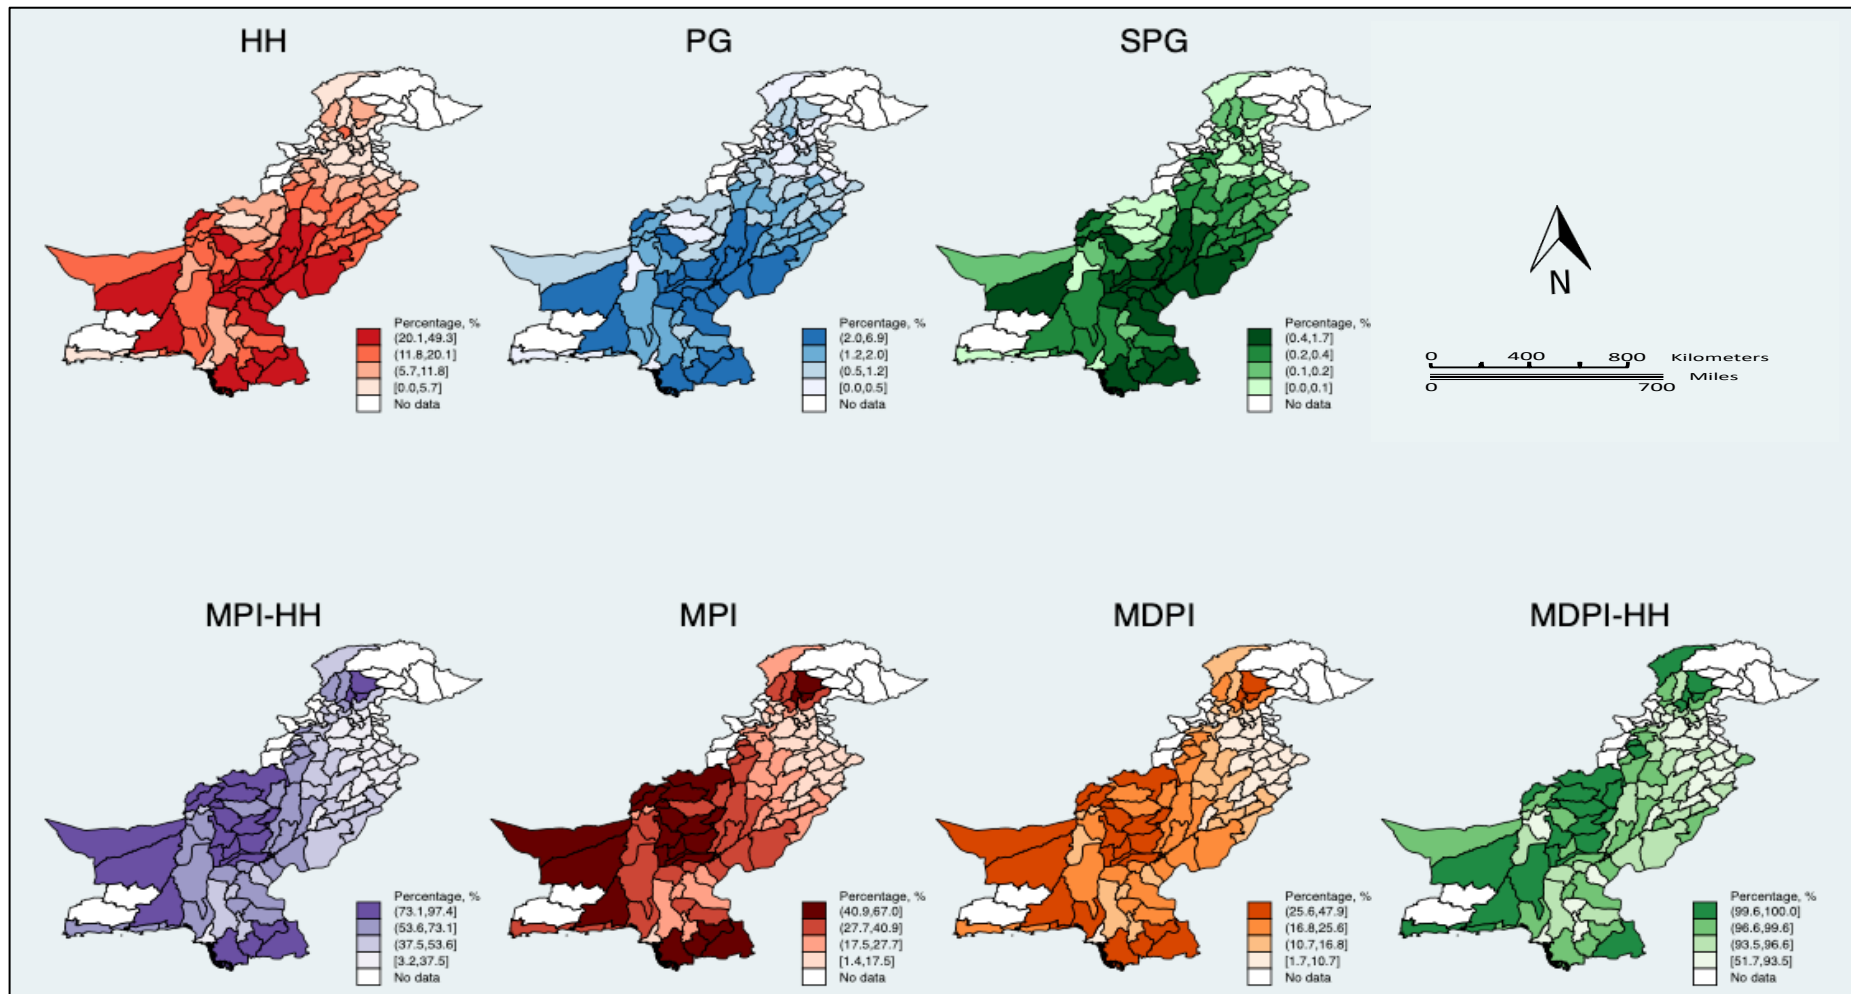 HH
PG
SPG
Percentage, %
(20.1,49.3]
(11.8,20.1]
(5.7,11.8]
[0.0,5.7]
No data
Percentage, %
(2.0,6.9]
(1.2,2.0]
(0.5,1.2]
[0.0,0.5]
No data
Percentage, %
(0.4,1.7]
(0.2,0.4]
(0.1,0.2]
[0.0,0.1]
No data
N
0 400 800 Kilometers
Miles
0 700
MPI-HH
MPI
MDPI
MDPI-HH
Percentage, %
(73.1,97.4]
(53.6,73.1]
(37.5,53.6]
[3.2,37.5]
No data
Percentage, %
(40.9,67.0]
(27.7,40.9]
(17.5,27.7]
[1.4,17.5]
No data
Percentage, %
(25.6,47.9]
(16.8,25.6]
(10.7,16.8]
[1.7,10.7]
No data
Percentage, %
(99.6,100.0]
(96.6,99.6]
(93.5,96.6]
[51.7,93.5]
No data